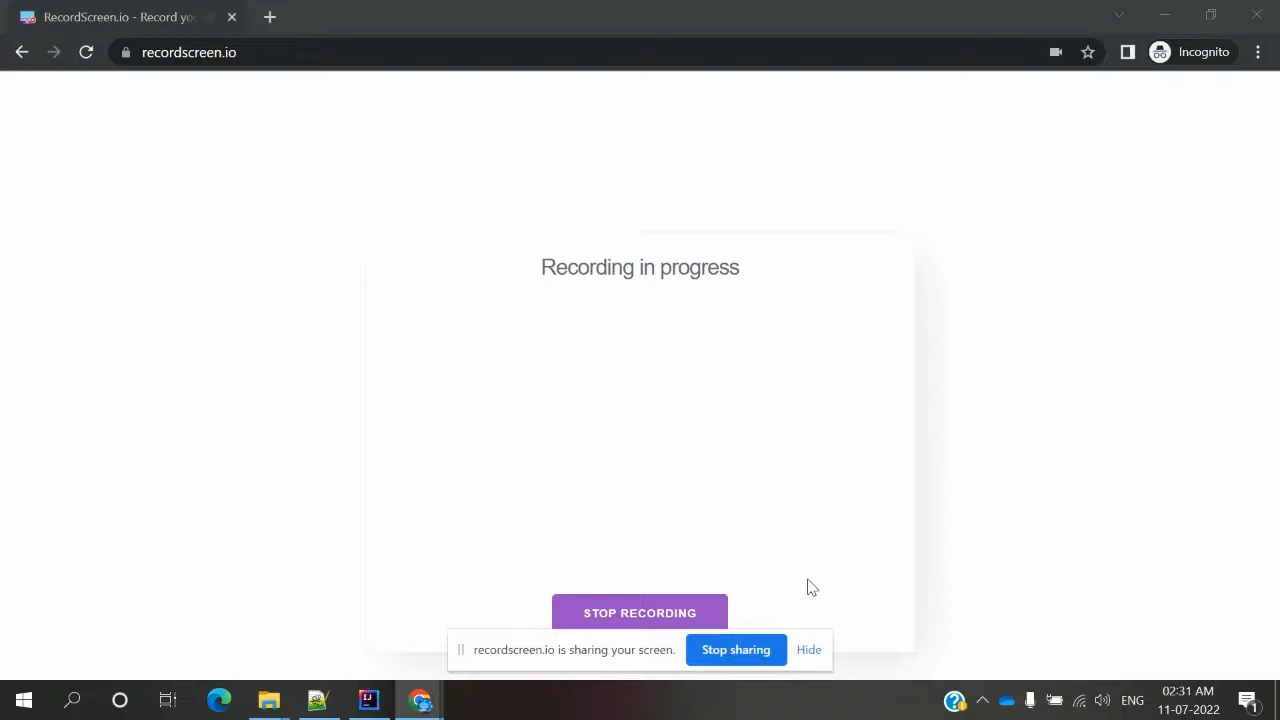 RecordScreen.io - Record yo
recordscreen.io
Incognito
Recording in progress
STOP RECORDING
recordscreen.io is sharing your screen.
Stop sharing
Hide
ENG
02:31 AM
11-07-2022
1